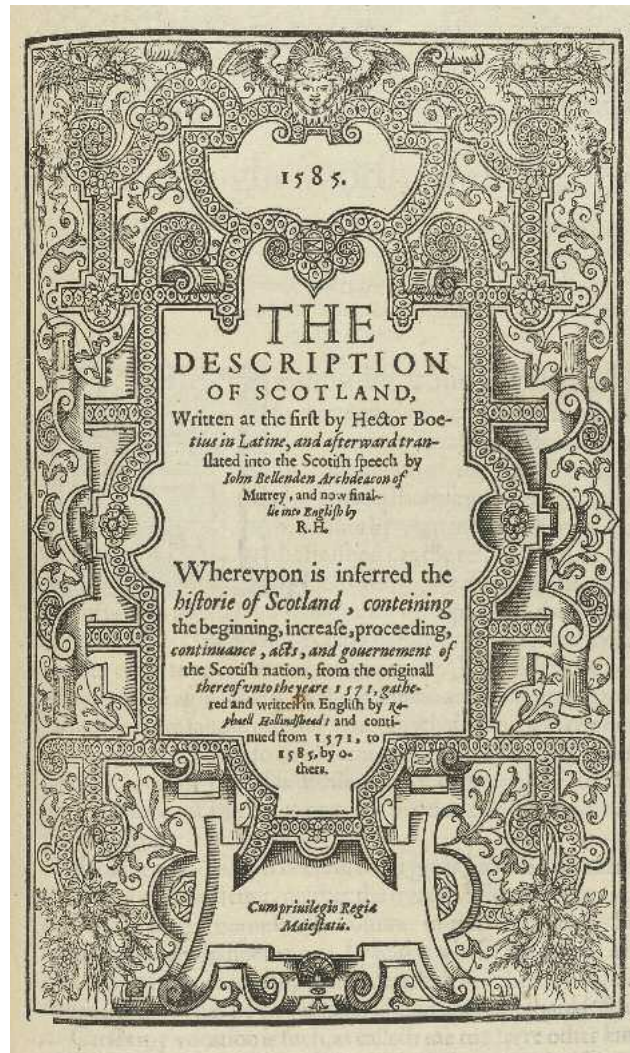 1585.
THE
DESCRIPTION
OF SCOTLAND,
Written at the firſt by Hector Boe-
tius in Latine, and afterward tran-
ſlated into the Scotiſh ſpeech by
Iohn Bellenden Archdeacon of
Murrey, and now final-
lie into Engliſh by
R.H.
Wherevpon is inferred the
hiſtorie of Scotland, conteining
the beginning, increaſe, proceeding,
continuance, acts, and gouernement of
the Scotiſh nation, from the originall
thereof vnto the yeare 1571, gathe-
red and written in Engliſh by Ra-
phaell Hollindſhead: and conti-
nued from 1571, to
1585, by o-
thers.
Cum priuilegio Regiæ
Maieſtatis.